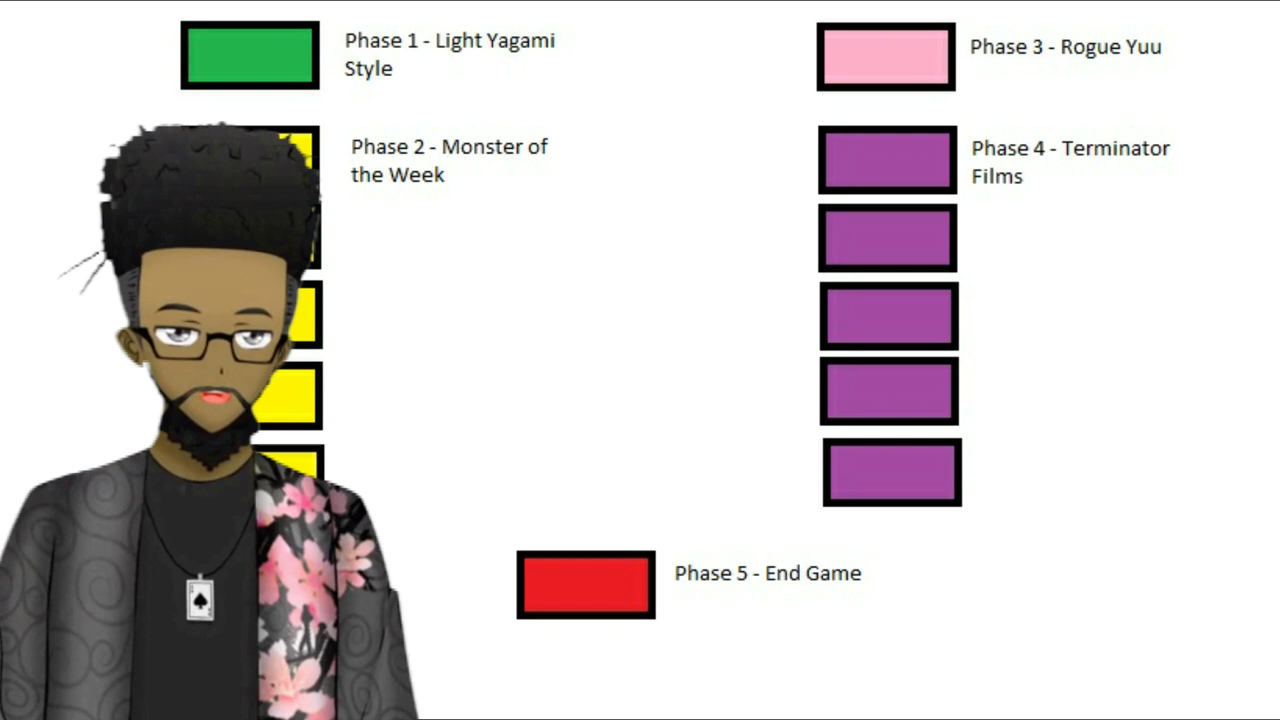 Phase 1 - Light Yagami
Style
Phase 2 - Monster of
the Week
Phase 3 - Rogue Yuu
Phase 4 - Terminator
Films
Phase 5 - End Game